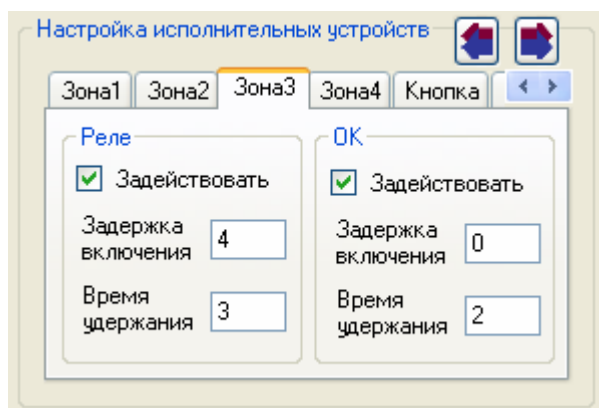 Настройка исполнительных устройств
Зона1 Зона2 Зона3 Зона4 Кнопка
Реле
Задействовать
Задержка
включения
4
Время
удержания
3
OK
Задействовать
Задержка
включения
0
Время
удержания
2